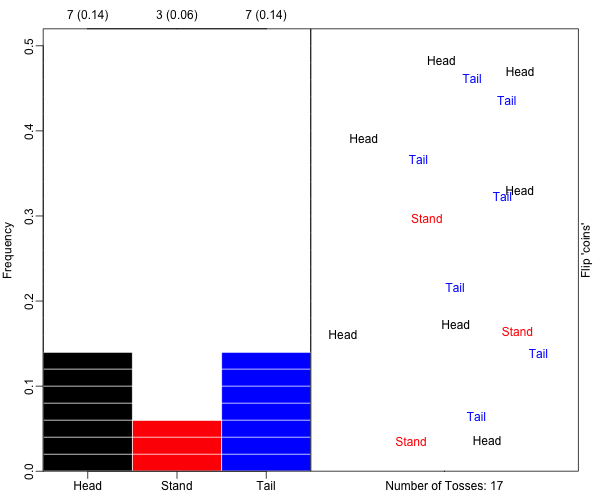 7 (0.14) 3 (0.06) 7 (0.14)
Frequency
0.5
0.4
0.3
0.2
0.1
0.0
Head Stand Tail
Head
Head
Tail
Tail
Head
Tail
Head
Tail
Stand
Tail
Head
Stand
Head
Tail
Tail
Stand
Head
Flip 'coins'
Number of Tosses: 17